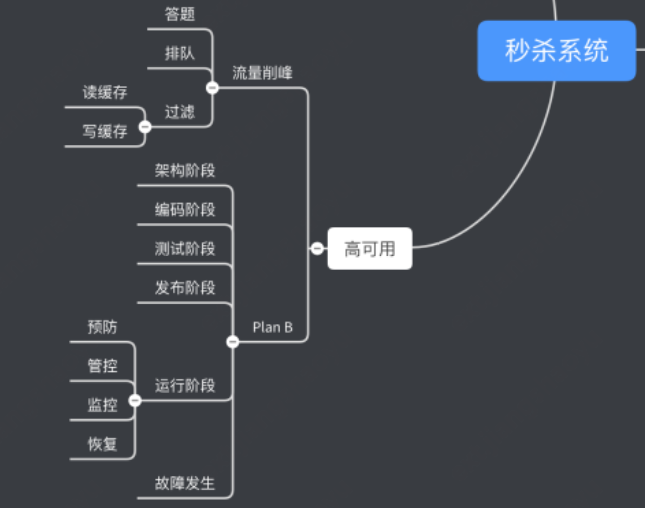 秒杀系统
高可用
流量削峰
答题
排队
过滤
读缓存
写缓存
Plan B
架构阶段
编码阶段
测试阶段
发布阶段
运行阶段
预防
管控
监控
恢复
故障发生